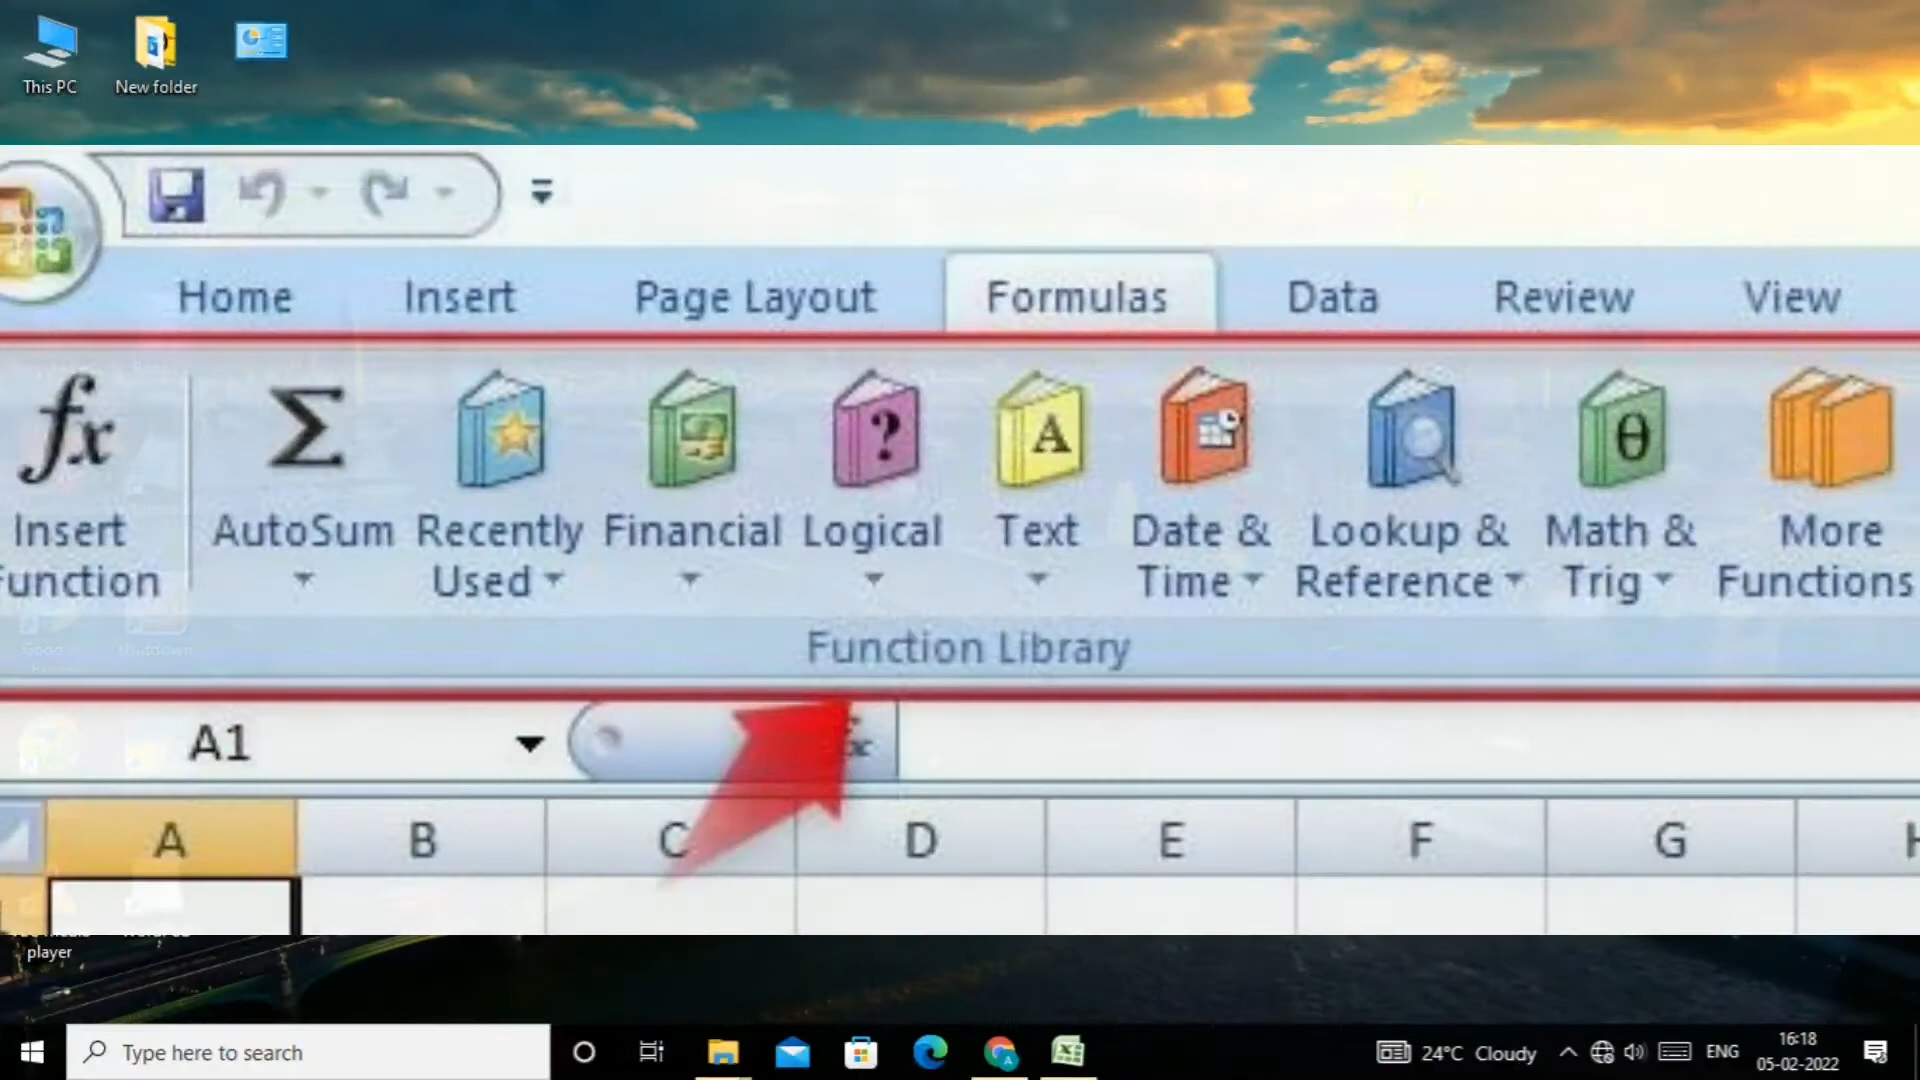 This PC
New folder
Home Insert Page Layout Formulas Data Review View
fx Σ ? A θ
Insert AutoSum Recently Financial Logical Text Date & Lookup & Math & More
Function Used Time Reference Trig Functions
shutdown
Function Library
A1
A B C D E F G H
player
Type here to search
24°C Cloudy
ENG
16:18
05-02-2022